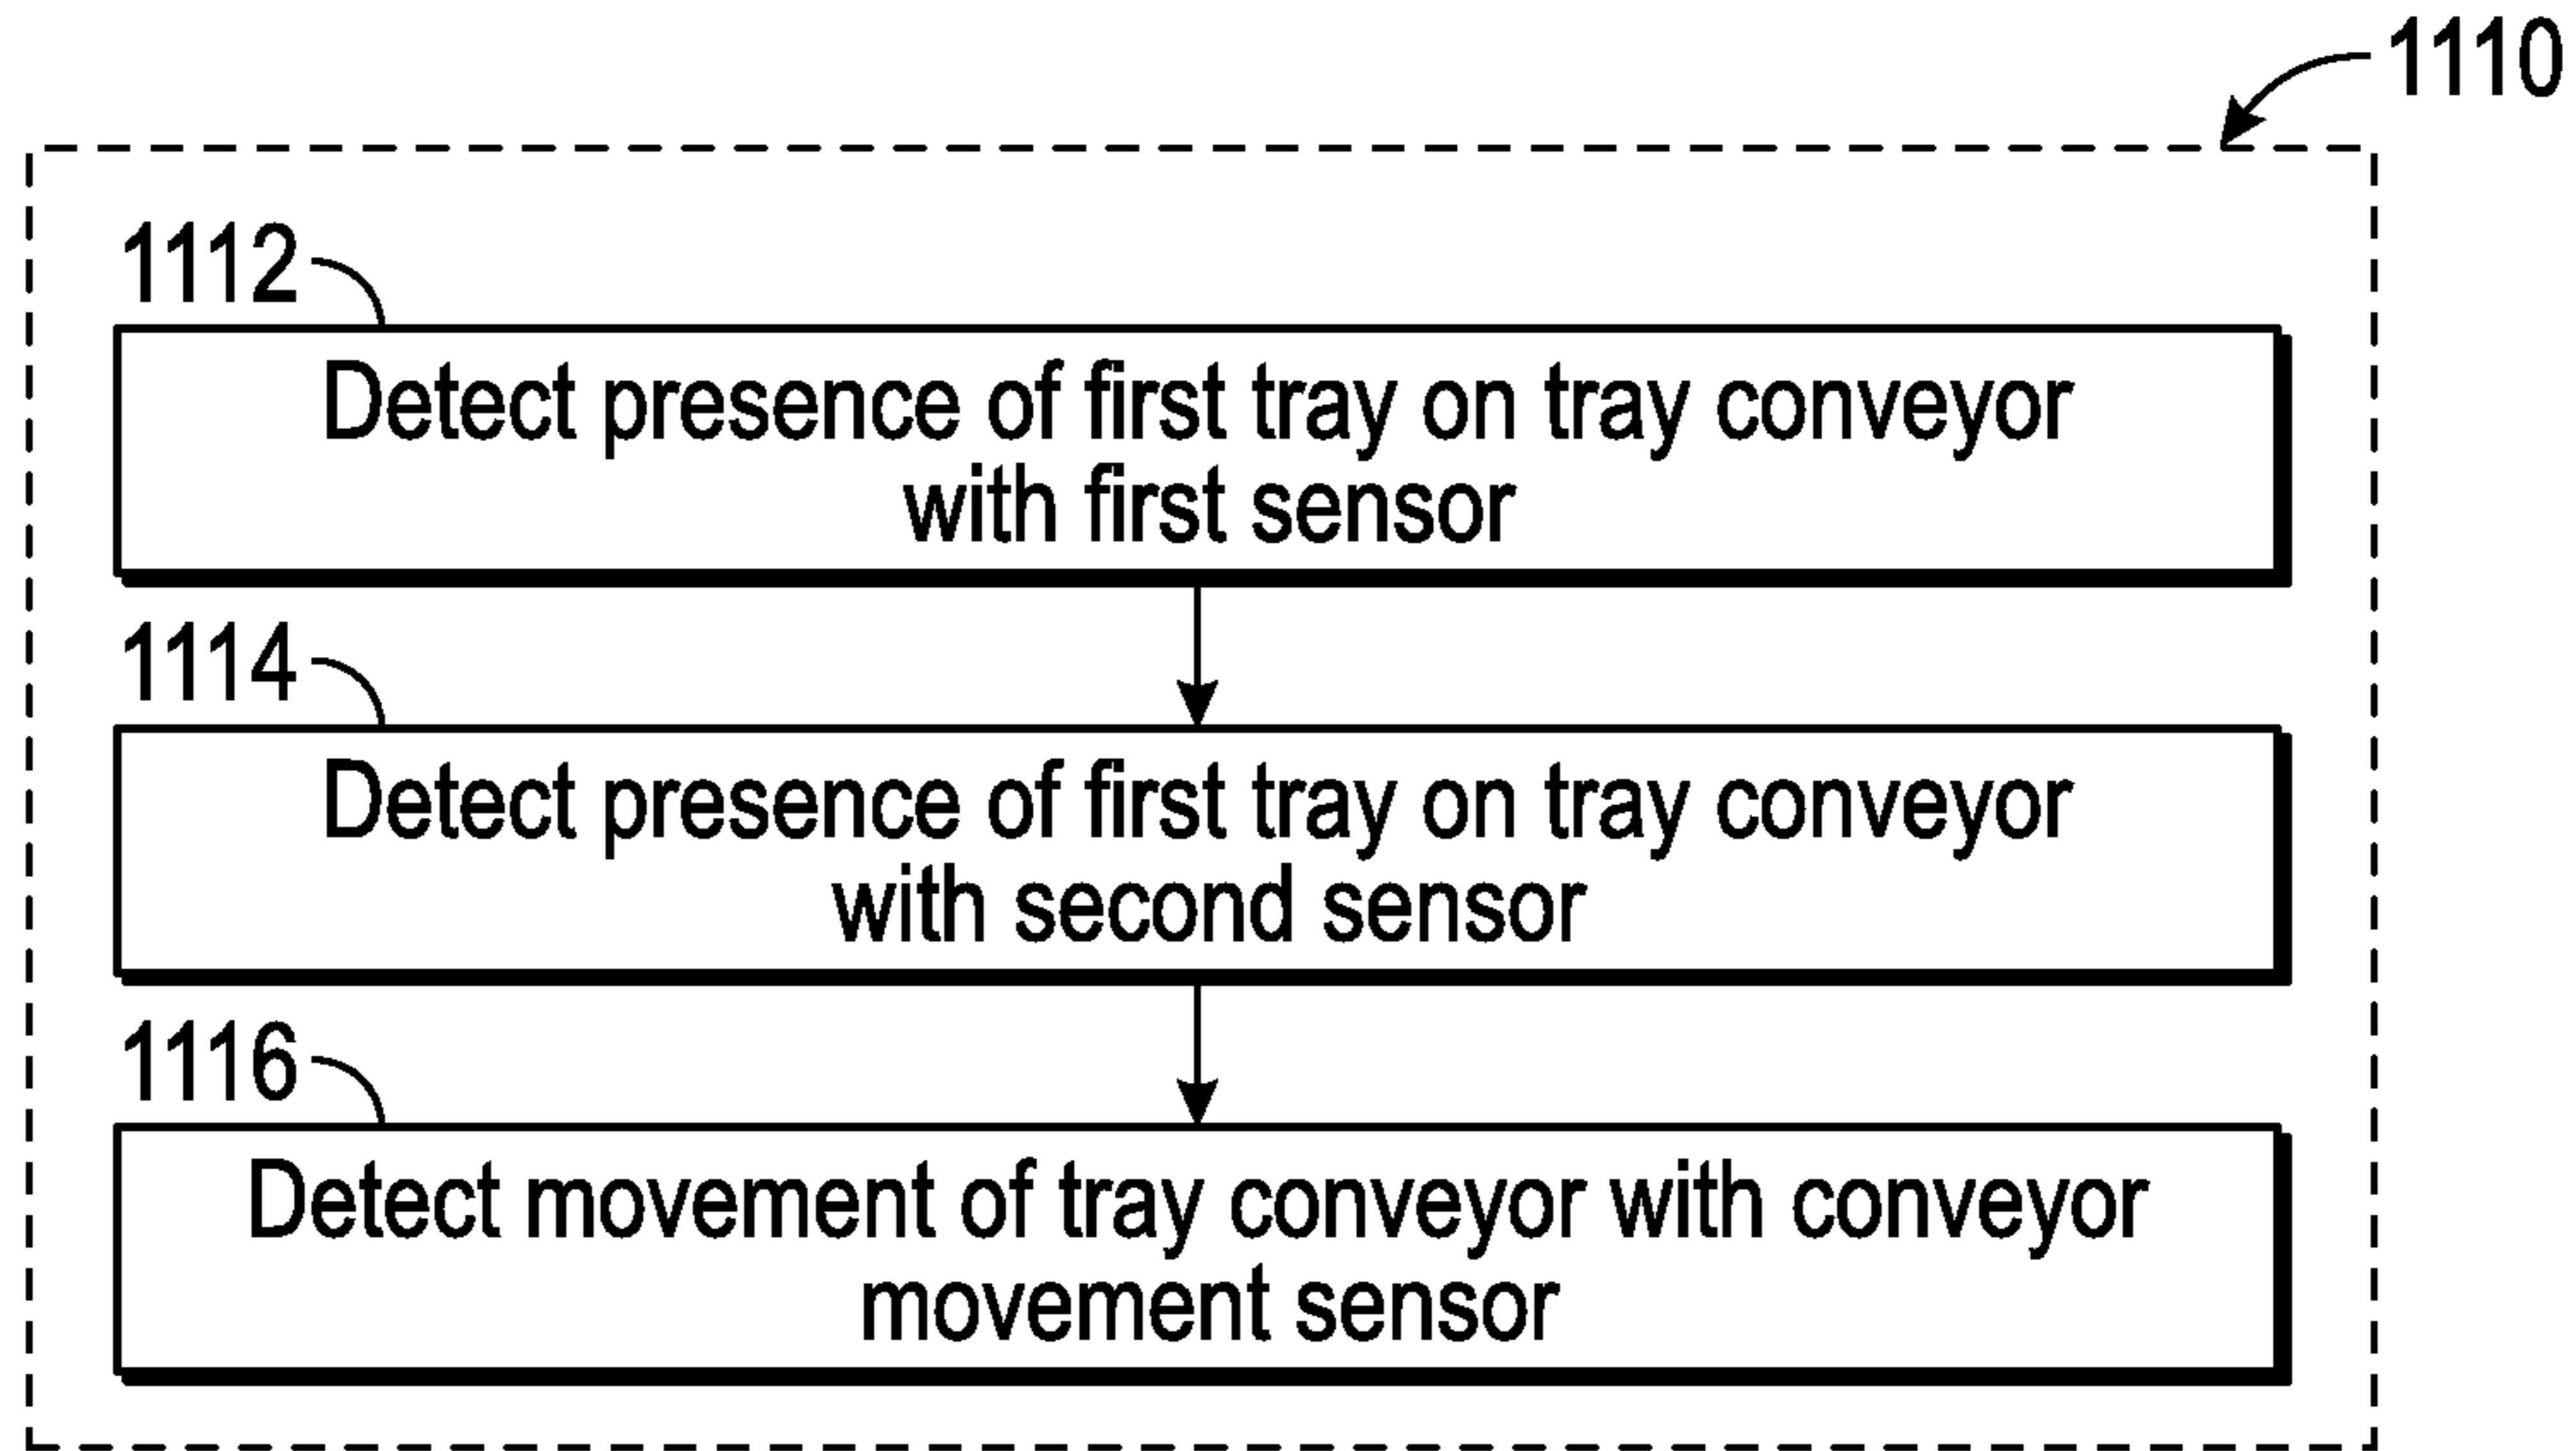 1110
1112
Detect presence of first tray on tray conveyor
with first sensor
1114
Detect presence of first tray on tray conveyor
with second sensor
1116
Detect movement of tray conveyor with conveyor
movement sensor